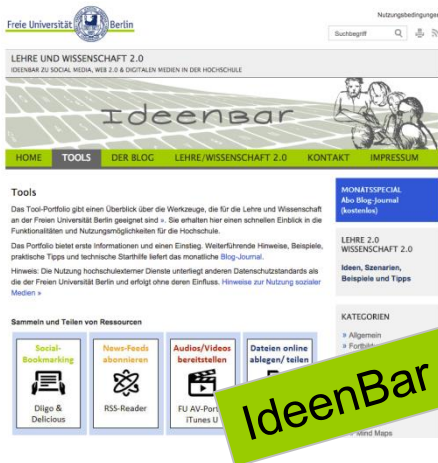 Freie Universität Berlin
Nutzungsbedingungen
Suchbegriff
LEHRE UND WISSENSCHAFT 2.0
IDEENBAR ZU SOCIAL MEDIA, WEB 2.0 & DIGITALEN MEDIEN IN DER HOCHSCHULE
IdeenBar
HOME TOOLS DER BLOG LEHRE/WISSENSCHAFT 2.0 KONTAKT IMPRESSUM
Tools
Das Tool-Portfolio gibt einen Überblick über die Werkzeuge, die für die Lehre und Wissenschaft
an der Freien Universität Berlin geeignet sind ». Sie erhalten hier einen schnellen Einblick in die
Funktionalitäten und Nutzungsmöglichkeiten für die Hochschule.
Das Portfolio bietet erste Informationen und einen Einstieg. Weiterführende Hinweise, Beispiele,
praktische Tipps und technische Starthilfe liefert das monatliche Blog-Journal.
Hinweis: Die Nutzung hochschulexterner Dienste unterliegt anderen Datenschutzstandards als
die der Freien Universität Berlin und erfolgt ohne deren Einfluss. Hinweise zur Nutzung sozialer
Medien »
Sammeln und Teilen von Ressourcen
Social-
Bookmarking
Diigo &
Delicious
News-Feeds
abonnieren
RSS-Reader
Audios/Videos
bereitstellen
FU AV-Port
iTunes U
Dateien online
ablegen/ teilen
MONATSSPECIAL
Abo Blog-Journal
(kostenlos)
LEHRE 2.0
WISSENSCHAFT 2.0
Ideen, Szenarien,
Beispiele und Tipps
KATEGORIEN
» Allgemein
» Fortbild
Mind Maps
IdeenBar